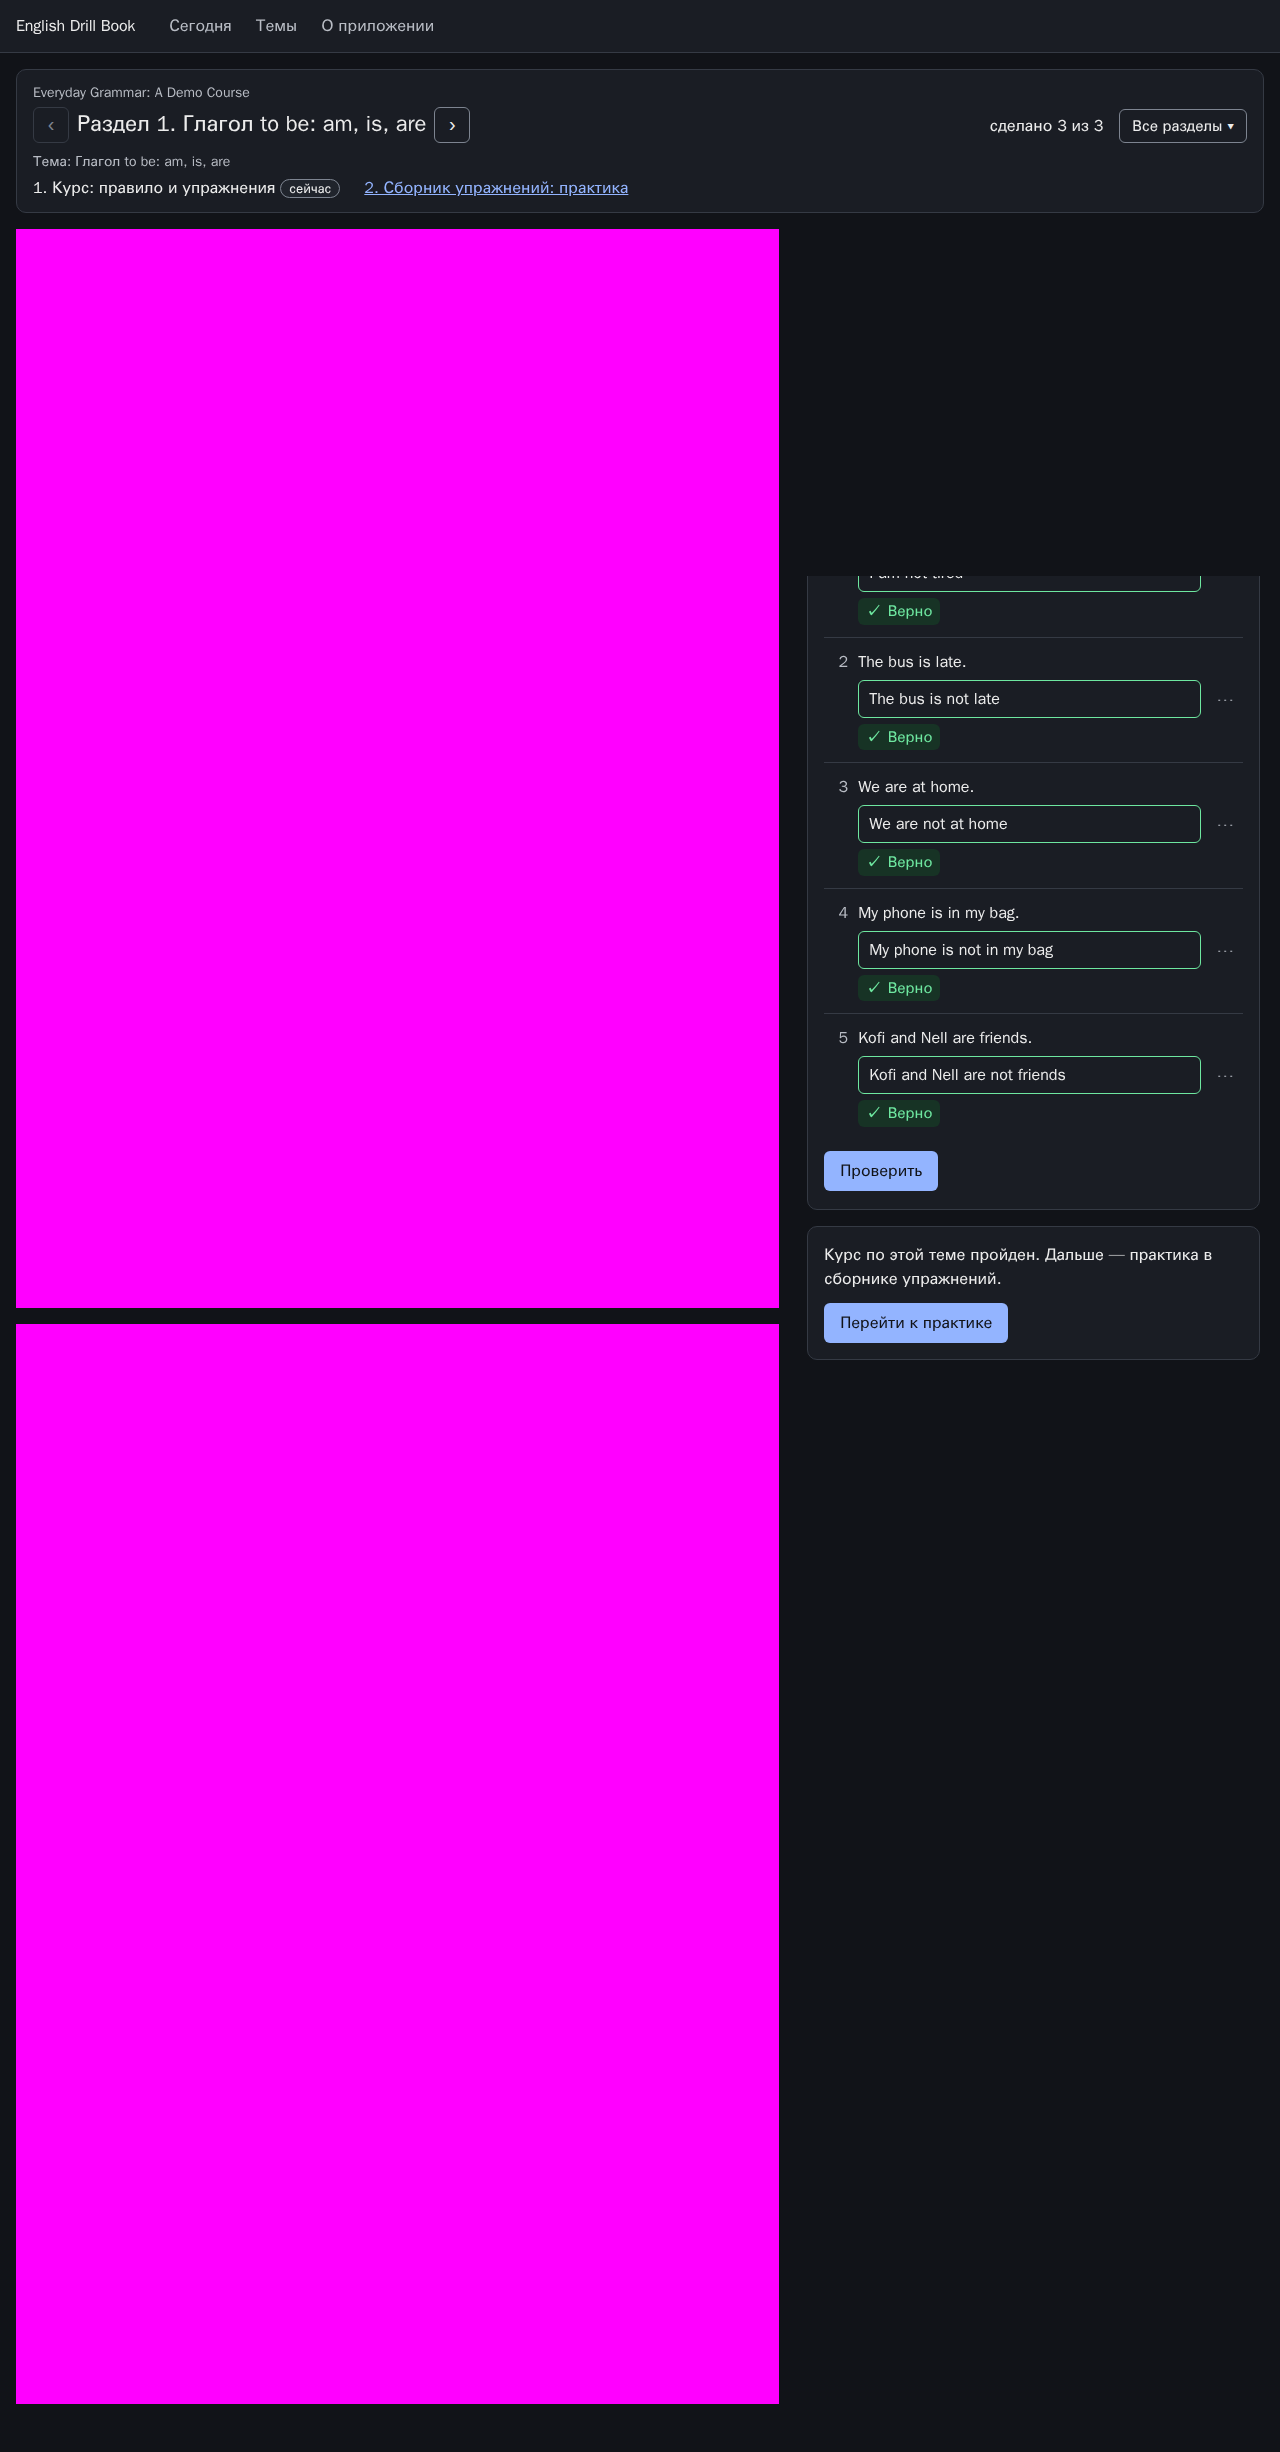 English Drill Book Сегодня Темы О приложении
Everyday Grammar: A Demo Course
‹ Раздел 1. Глагол to be: am, is, are › сделано 3 из 3 Все разделы ▾
Тема: Глагол to be: am, is, are
1. Курс: правило и упражнения сейчас 2. Сборник упражнений: практика
✓ Верно
2 The bus is late.
The bus is not late ...
✓ Верно
3 We are at home.
We are not at home ...
✓ Верно
4 My phone is in my bag.
My phone is not in my bag ...
✓ Верно
5 Kofi and Nell are friends.
Kofi and Nell are not friends ...
✓ Верно
Проверить
Курс по этой теме пройден. Дальше — практика в
сборнике упражнений.
Перейти к практике